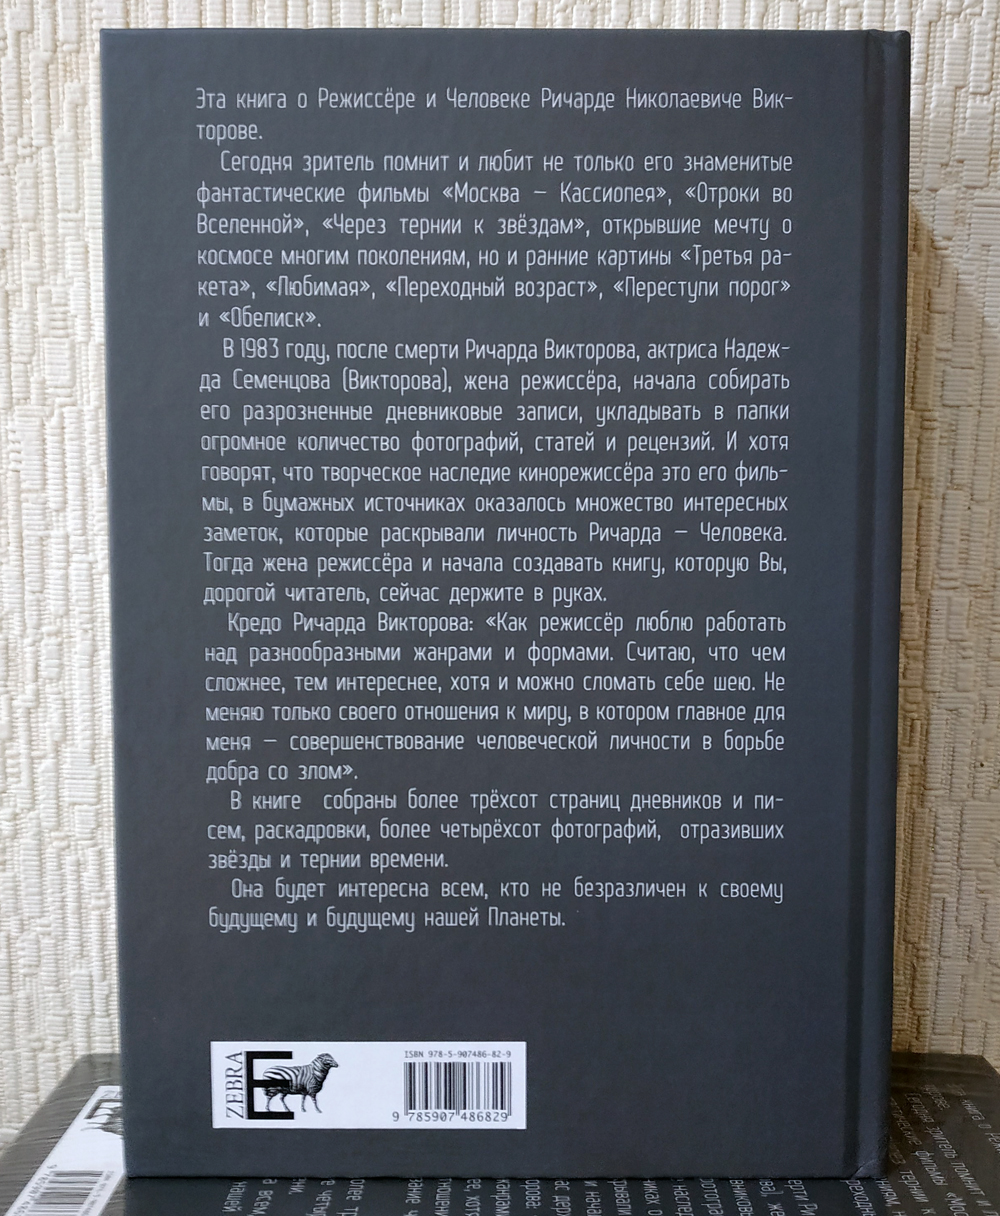 Эта книга о Режиссёре и Человеке Ричарде Николаевиче Вик-
торове.
Сегодня зритель помнит и любит не только его знаменитые
фантастические фильмы «Москва – Кассиопея», «Отроки во
Вселенной», «Через тернии к звёздам», открывшие мечту о
космосе многим поколениям, но и ранние картины «Третья ра-
кета», «Любимая», «Переходный возраст», «Переступи порог»
и «Обелиск».
В 1983 году, после смерти Ричарда Викторова, актриса Надеж-
да Семенцова (Викторова), жена режиссёра, начала собирать
его разрозненные дневниковые записи, укладывать в папки
огромное количество фотографий, статей и рецензий. И хотя
говорят, что творческое наследие кинорежиссёра это его филь-
мы, в бумажных источниках оказалось множество интересных
заметок, которые раскрывали личность Ричарда – Человека.
Тогда жена режиссёра и начала создавать книгу, которую Вы,
дорогой читатель, сейчас держите в руках.
Кредо Ричарда Викторова: «Как режиссёр люблю работать
над разнообразными жанрами и формами. Считаю, что чем
сложнее, тем интереснее, хотя и можно сломать себе шею. Не
меняю только своего отношения к миру, в котором главное для
меня – совершенствование человеческой личности в борьбе
добра со злом».
В книге собраны более трёхсот страниц дневников и пи-
сем, раскадровки, более четырёхсот фотографий, отразивших
звёзды и тернии времени.
Она будет интересна всем, кто не безразличен к своему
будущему и будущему нашей Планеты.
ZEBRA E
ISBN 978-5-907486-82-9
9 785907 486829